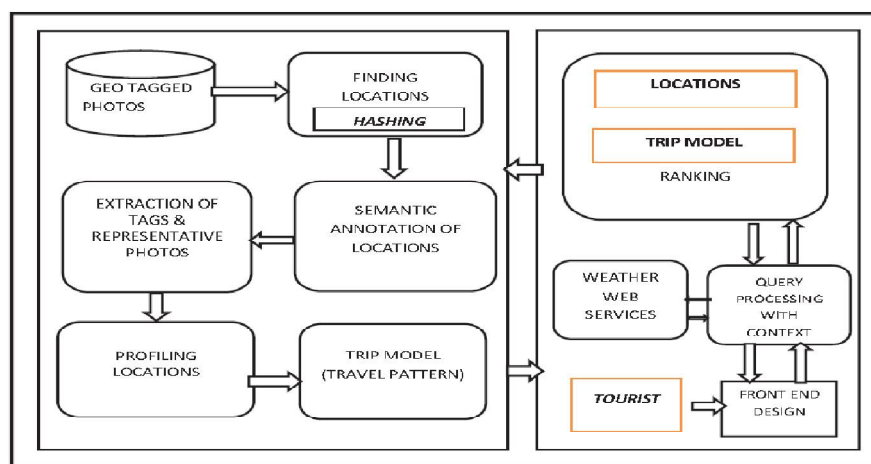 GEO TAGGED
PHOTOS
FINDING
LOCATIONS
HASHING
EXTRACTION OF
TAGS &
REPRESENTATIVE
PHOTOS
SEMANTIC
ANNOTATION OF
LOCATIONS
PROFILING
LOCATIONS
TRIP MODEL
(TRAVEL PATTERN)
LOCATIONS
TRIP MODEL
RANKING
WEATHER
WEB
SERVICES
QUERY
PROCESSING
WITH
CONTEXT
TOURIST
FRONT END
DESIGN